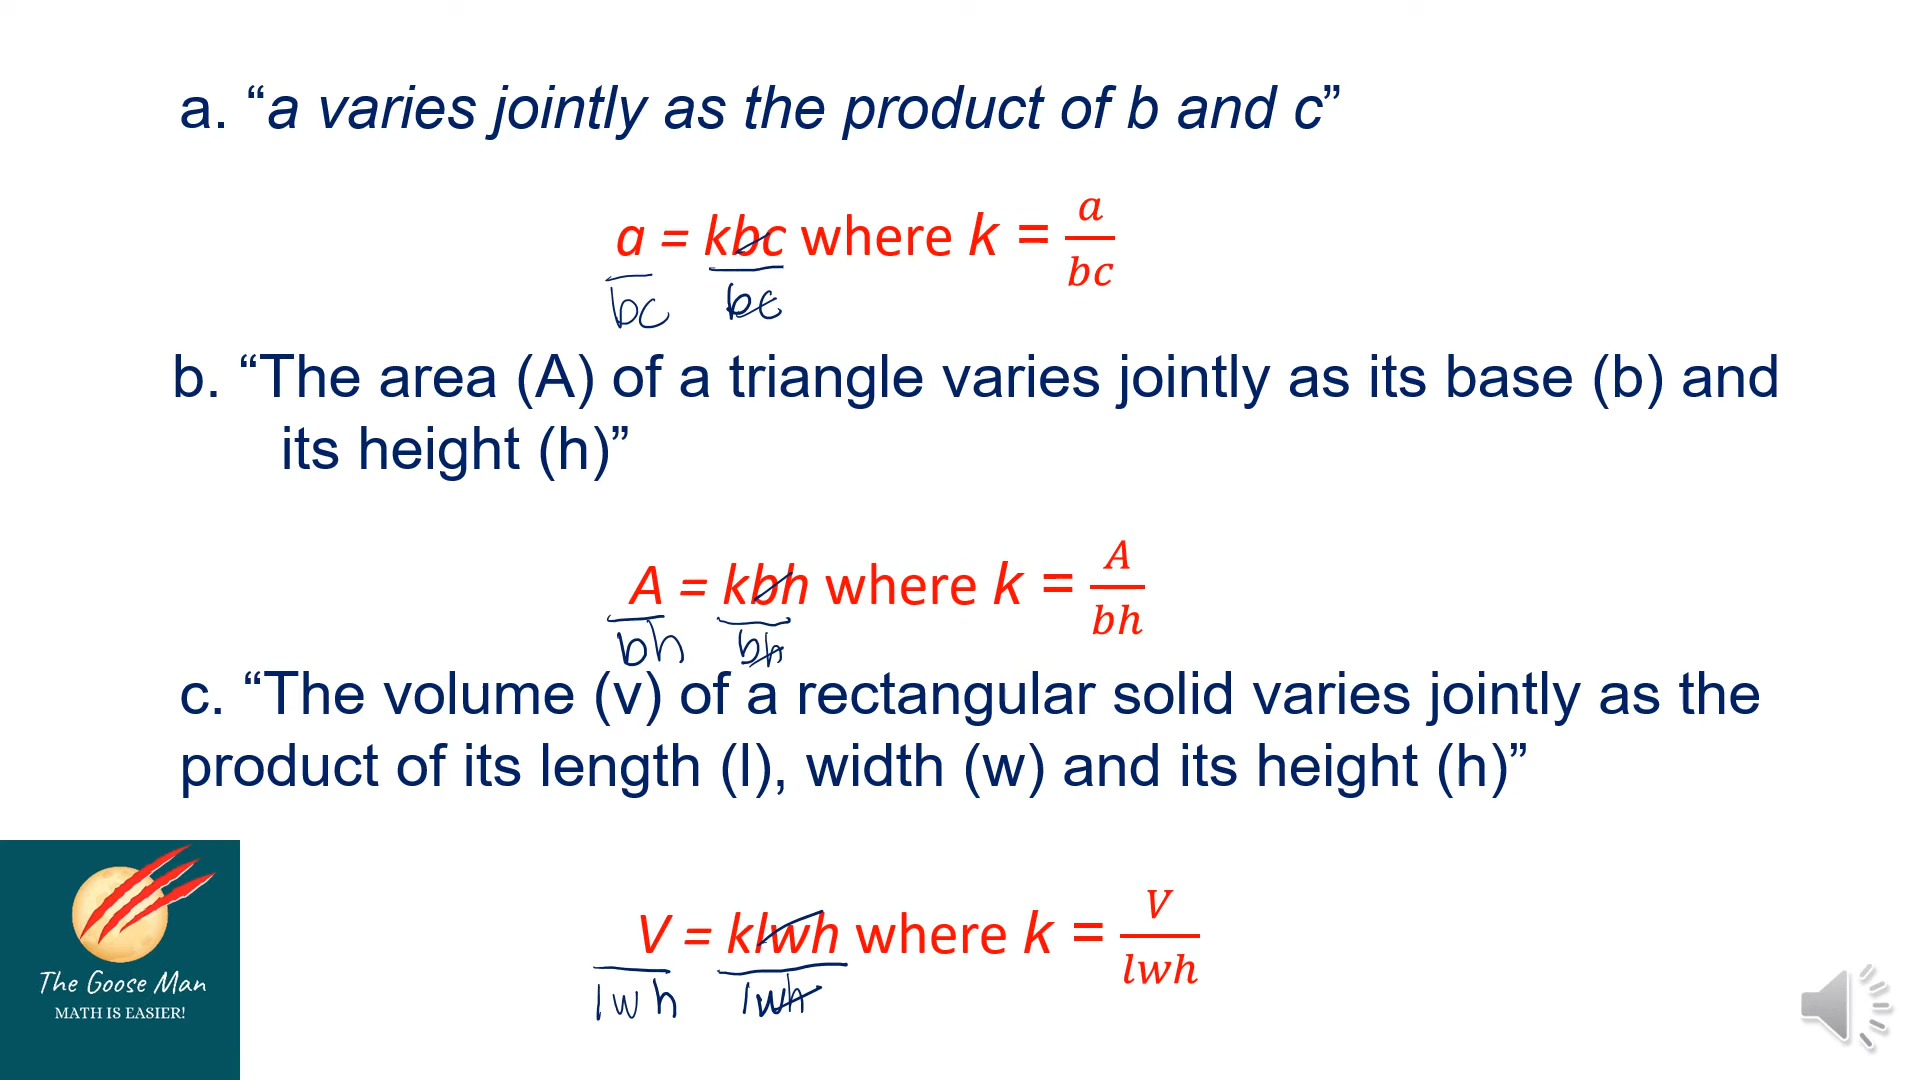 a. “a varies jointly as the product of b and c”
a = kbc where k = a/bc
bc bc
b. “The area (A) of a triangle varies jointly as its base (b) and
its height (h)”
A = kbh where k = A/bh
bh bh
c. “The volume (v) of a rectangular solid varies jointly as the
product of its length (l), width (w) and its height (h)”
V = klwh where k = V/lwh
lwh lwh
The Goose Man
MATH IS EASIER!